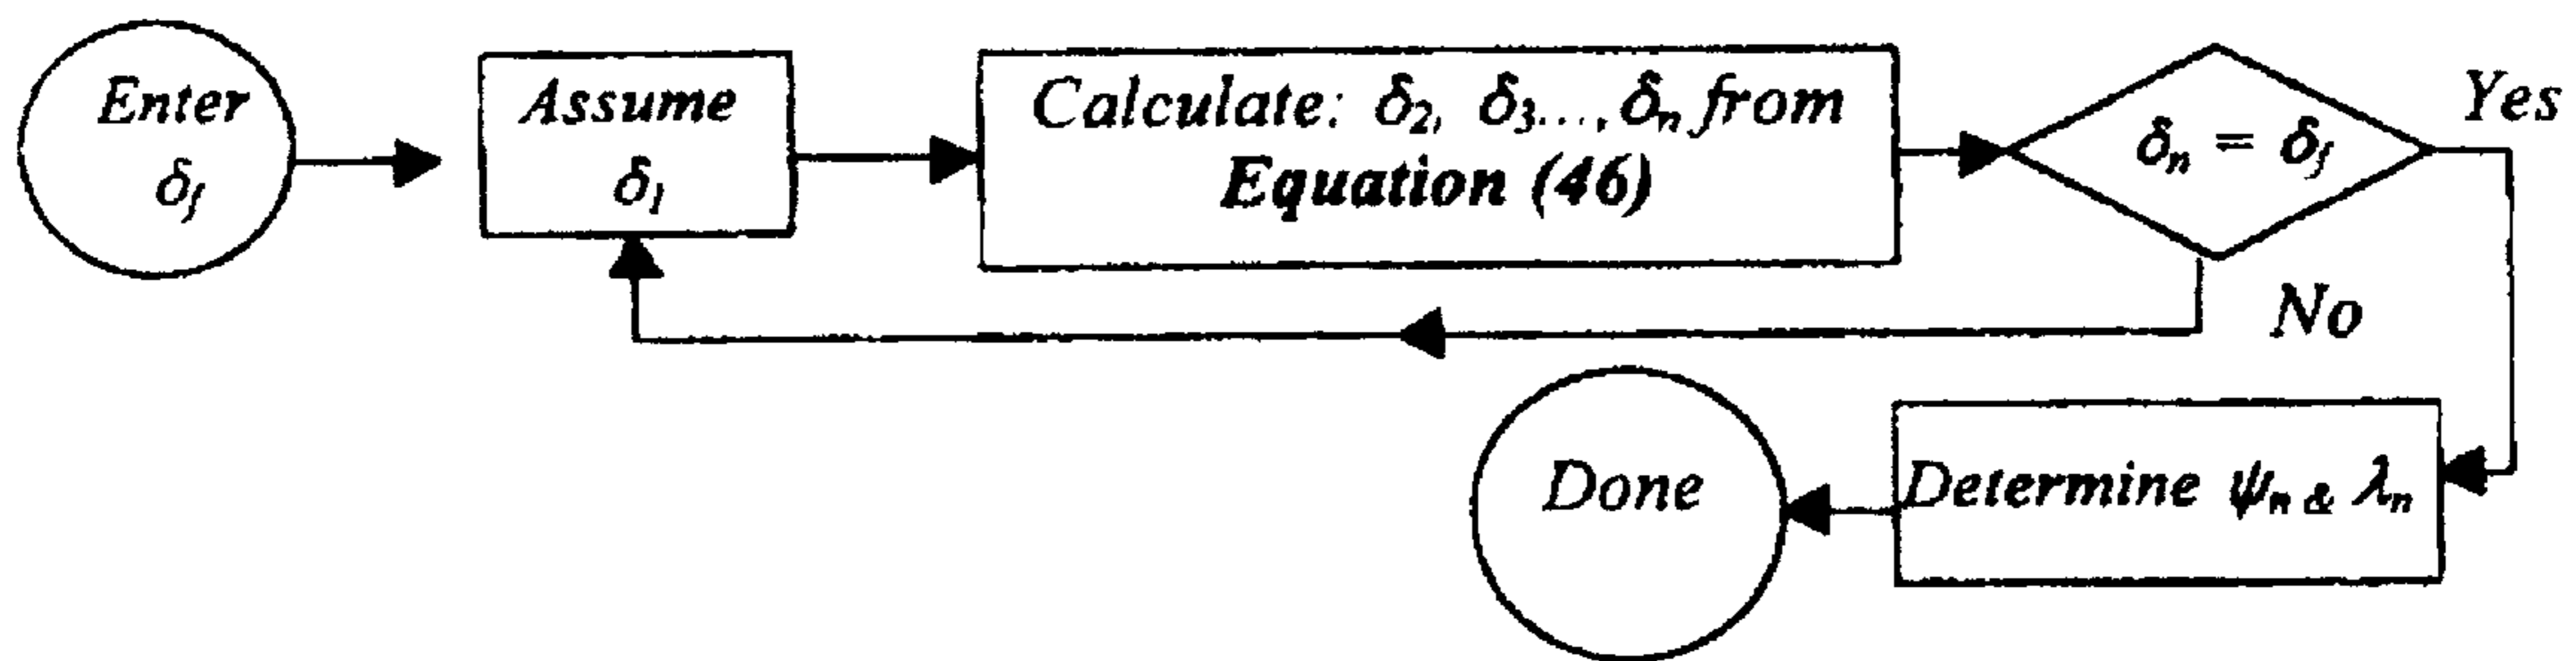 Enter
δf
Assume
δ1
Calculate: δ2, δ3...,δn from
Equation (46)
δn = δf
Yes
No
Determine ψn & λn
Done